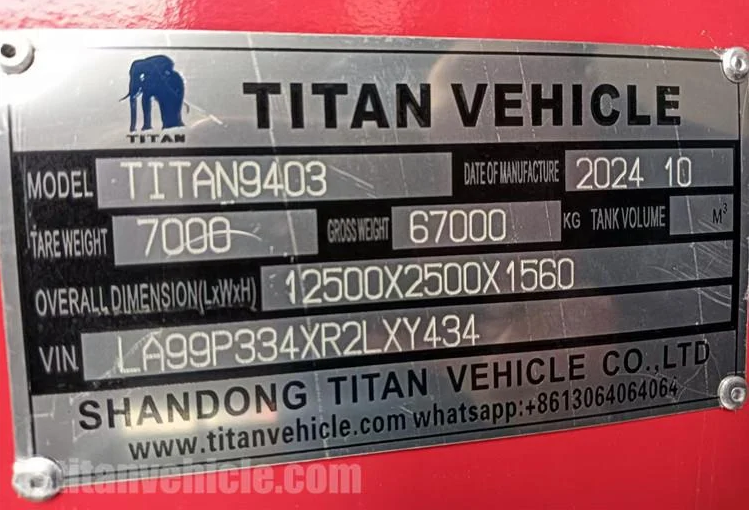 TITAN
TITAN VEHICLE
MODEL TITAN9403 DATE OF MANUFACTURE 2024 10
TARE WEIGHT 7000 GROSS WEIGHT 67000 KG TANK VOLUME M³
OVERALL DIMENSION(LxWxH) 12500X2500X1560
VIN LA99P334XR2LXY434
SHANDONG TITAN VEHICLE CO.,LTD
www.titanvehicle.com whatsapp:+8613064064064
titanvehicle.com